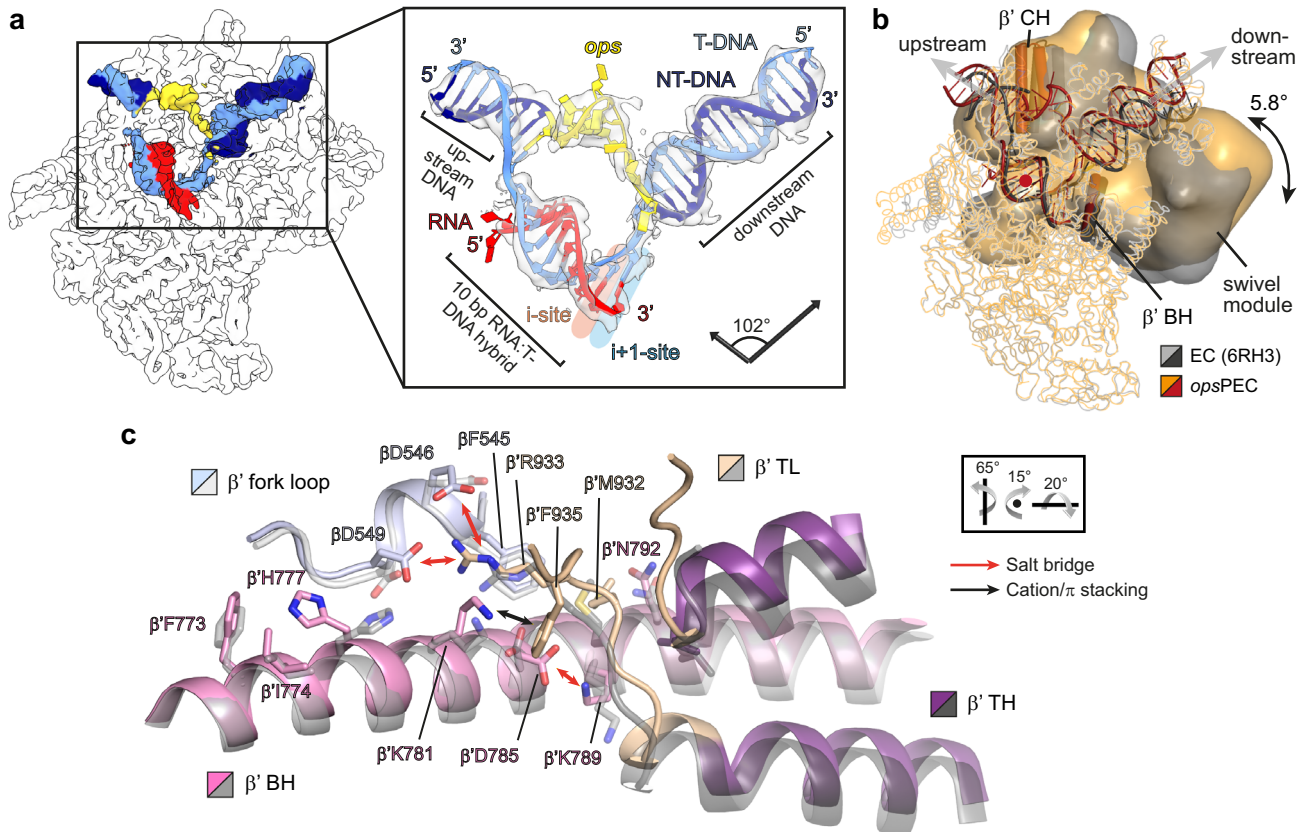 a
3’
5’
ops
T-DNA
NT-DNA
5’
3’
up-
stream
DNA
RNA
5’
downstream
DNA
10 bp RNA:T-
DNA hybrid
i-site
3’
i+1-site
102°
b
β’ CH
upstream
down-
stream
5.8°
swivel
module
β’ BH
EC (6RH3)
opsPEC
c
β’ fork loop
βD546
βF545
β’R933
β’M932
β’F935
β’ TL
βD549
β’N792
β’H777
β’F773
β’I774
β’K781
β’D785
β’K789
β’ BH
β’ TH
65°
15°
20°
Salt bridge
Cation/π stacking